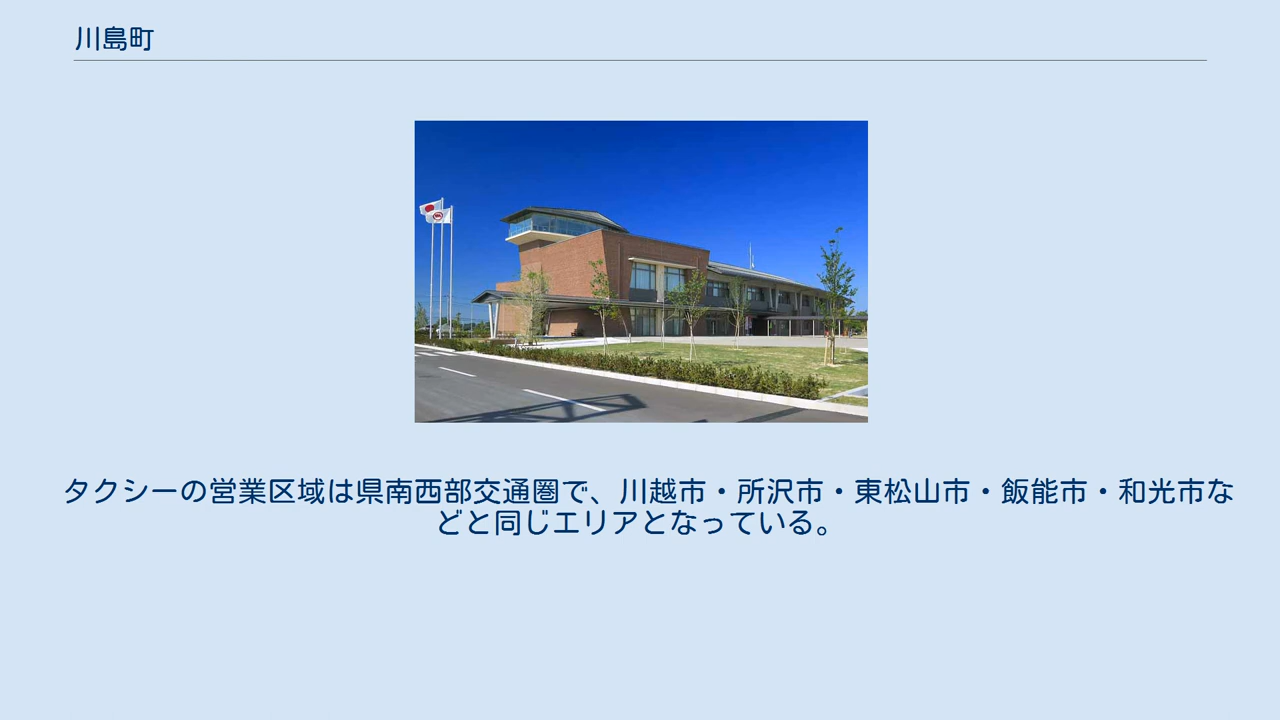 川島町
タクシーの営業区域は県南西部交通圏で、川越市・所沢市・東松山市・飯能市・和光市な
どと同じエリアとなっている。